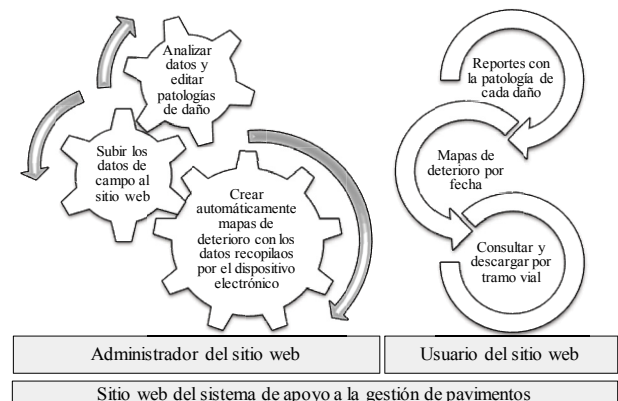 Analizar
datos y
editar
patologías
de daño
Subir los
datos de
campo al
sitio web
Crear
automáticamente
mapas de
deterioro con los
datos recopilaos
por el dispositivo
electrónico
Reportes con
la patología de
cada daño
Mapas de
deterioro por
fecha
Consultar y
descargar por
tramo vial
Administrador del sitio web
Usuario del sitio web
Sitio web del sistema de apoyo a la gestión de pavimentos